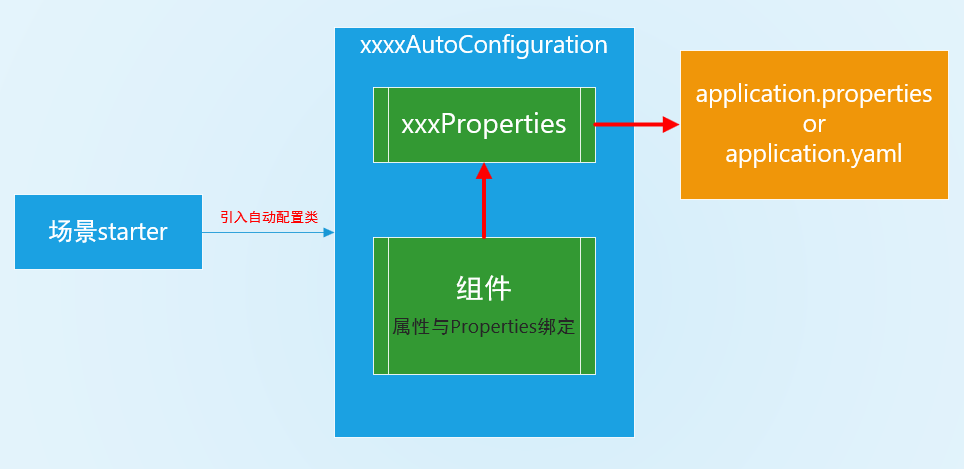 xxxxAutoConfiguration
xxxProperties
application.properties
or
application.yaml
场景starter
引入自动配置类
组件
属性与Properties绑定